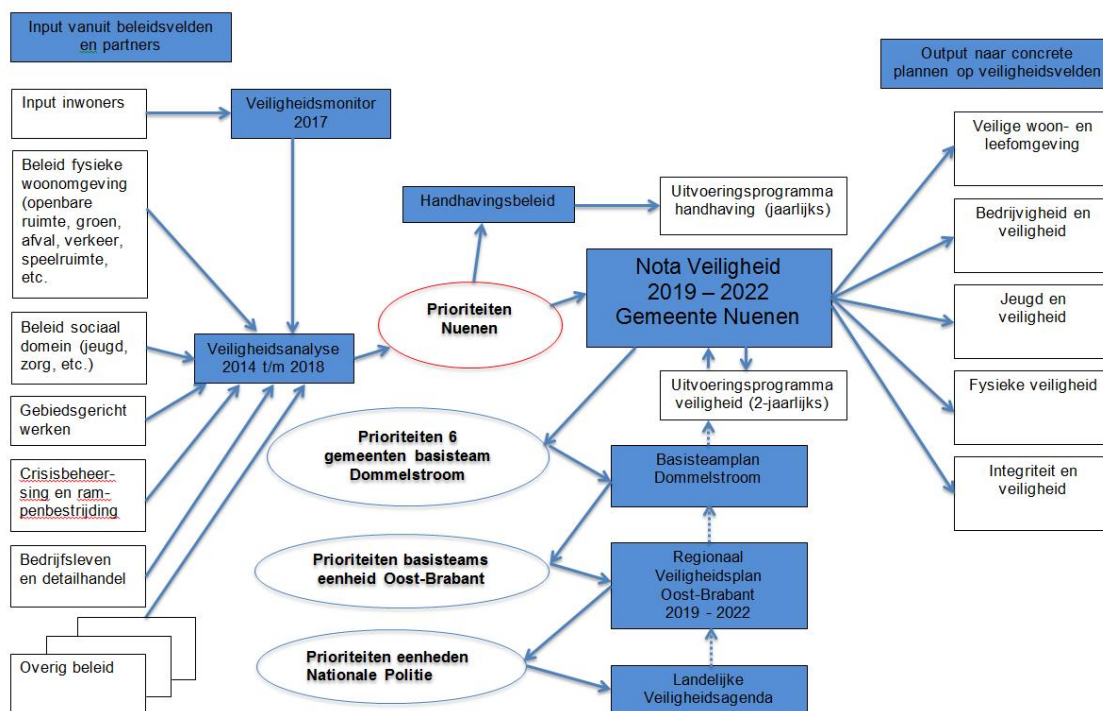 Input vanuit beleidsvelden
en partners
Input inwoners
Veiligheidsmonitor
2017
Beleid fysieke
woonomgeving
(openbare
ruimte, groen,
afval, verkeer,
speelruimte,
etc.
Beleid sociaal
domein (jeugd,
zorg, etc.)
Gebiedsgericht
werken
Crisisbeheer-
sing en ram-
penbestrijding
Bedrijfsleven
en detailhandel
Overig beleid
Veiligheidsanalyse
2014 t/m 2018
Handhavingsbeleid
Uitvoeringsprogramma
handhaving (jaarlijks)
Prioriteiten
Nuenen
Nota Veiligheid
2019 – 2022
Gemeente Nuenen
Uitvoeringsprogramma
veiligheid (2-jaarlijks)
Prioriteiten 6
gemeenten basisteam
Dommelstroom
Basisteamplan
Dommelstroom
Prioriteiten basisteams
eenheid Oost-Brabant
Regionaal
Veiligheidsplan
Oost-Brabant
2019 - 2022
Prioriteiten eenheden
Nationale Politie
Landelijke
Veiligheidsagenda
Output naar concrete
plannen op veiligheidsvelden
Veilige woon- en
leefomgeving
Bedrijvigheid en
veiligheid
Jeugd en
veiligheid
Fysieke veiligheid
Integriteit en
veiligheid